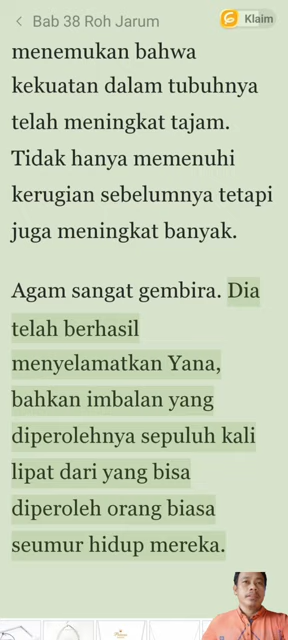 Bab 38 Roh Jarum
Klaim
menemukan bahwa
kekuatan dalam tubuhnya
telah meningkat tajam.
Tidak hanya memenuhi
kerugian sebelumnya tetapi
juga meningkat banyak.
Agam sangat gembira. Dia
telah berhasil
menyelamatkan Yana,
bahkan imbalan yang
diperolehnya sepuluh kali
lipat dari yang bisa
diperoleh orang biasa
seumur hidup mereka.